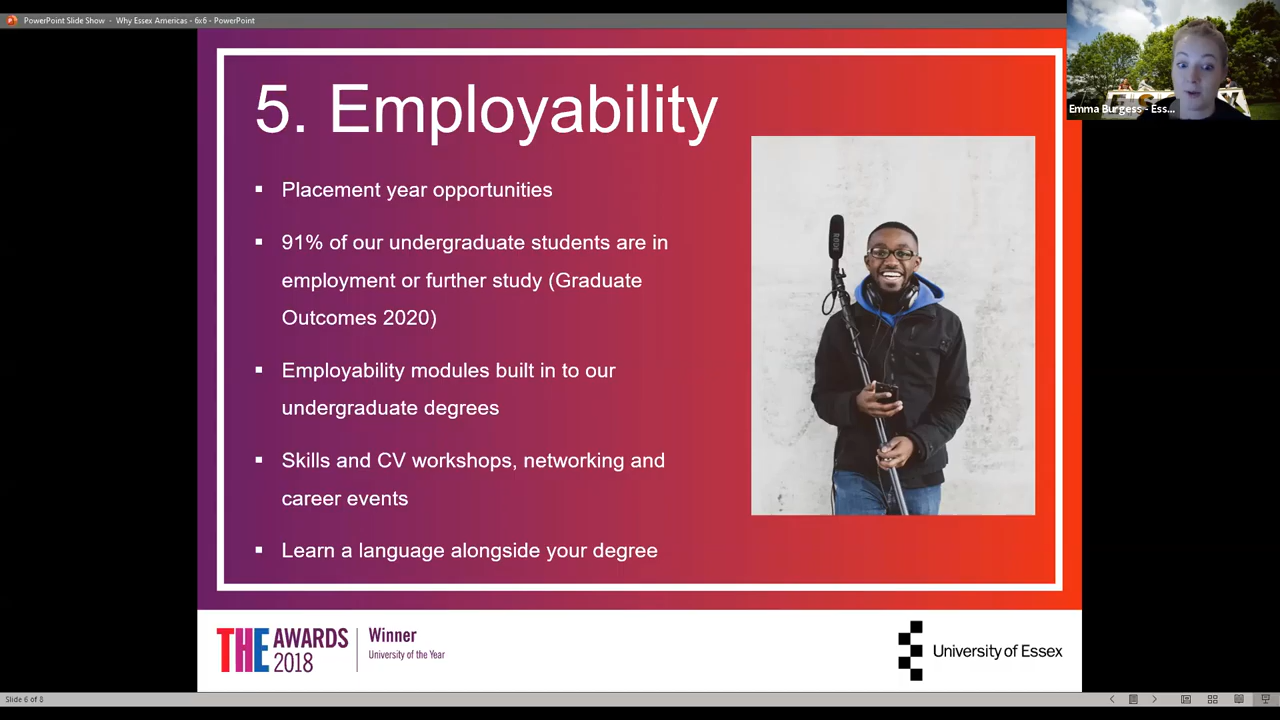 PowerPoint Slide Show - Why Essex Americas - 6x6 - PowerPoint
Emma Burgess - Ess...
5. Employability
▪ Placement year opportunities
▪ 91% of our undergraduate students are in
employment or further study (Graduate
Outcomes 2020)
▪ Employability modules built in to our
undergraduate degrees
▪ Skills and CV workshops, networking and
career events
▪ Learn a language alongside your degree
RØDE
THE AWARDS
2018
Winner
University of the Year
University of Essex
Slide 6 of 8